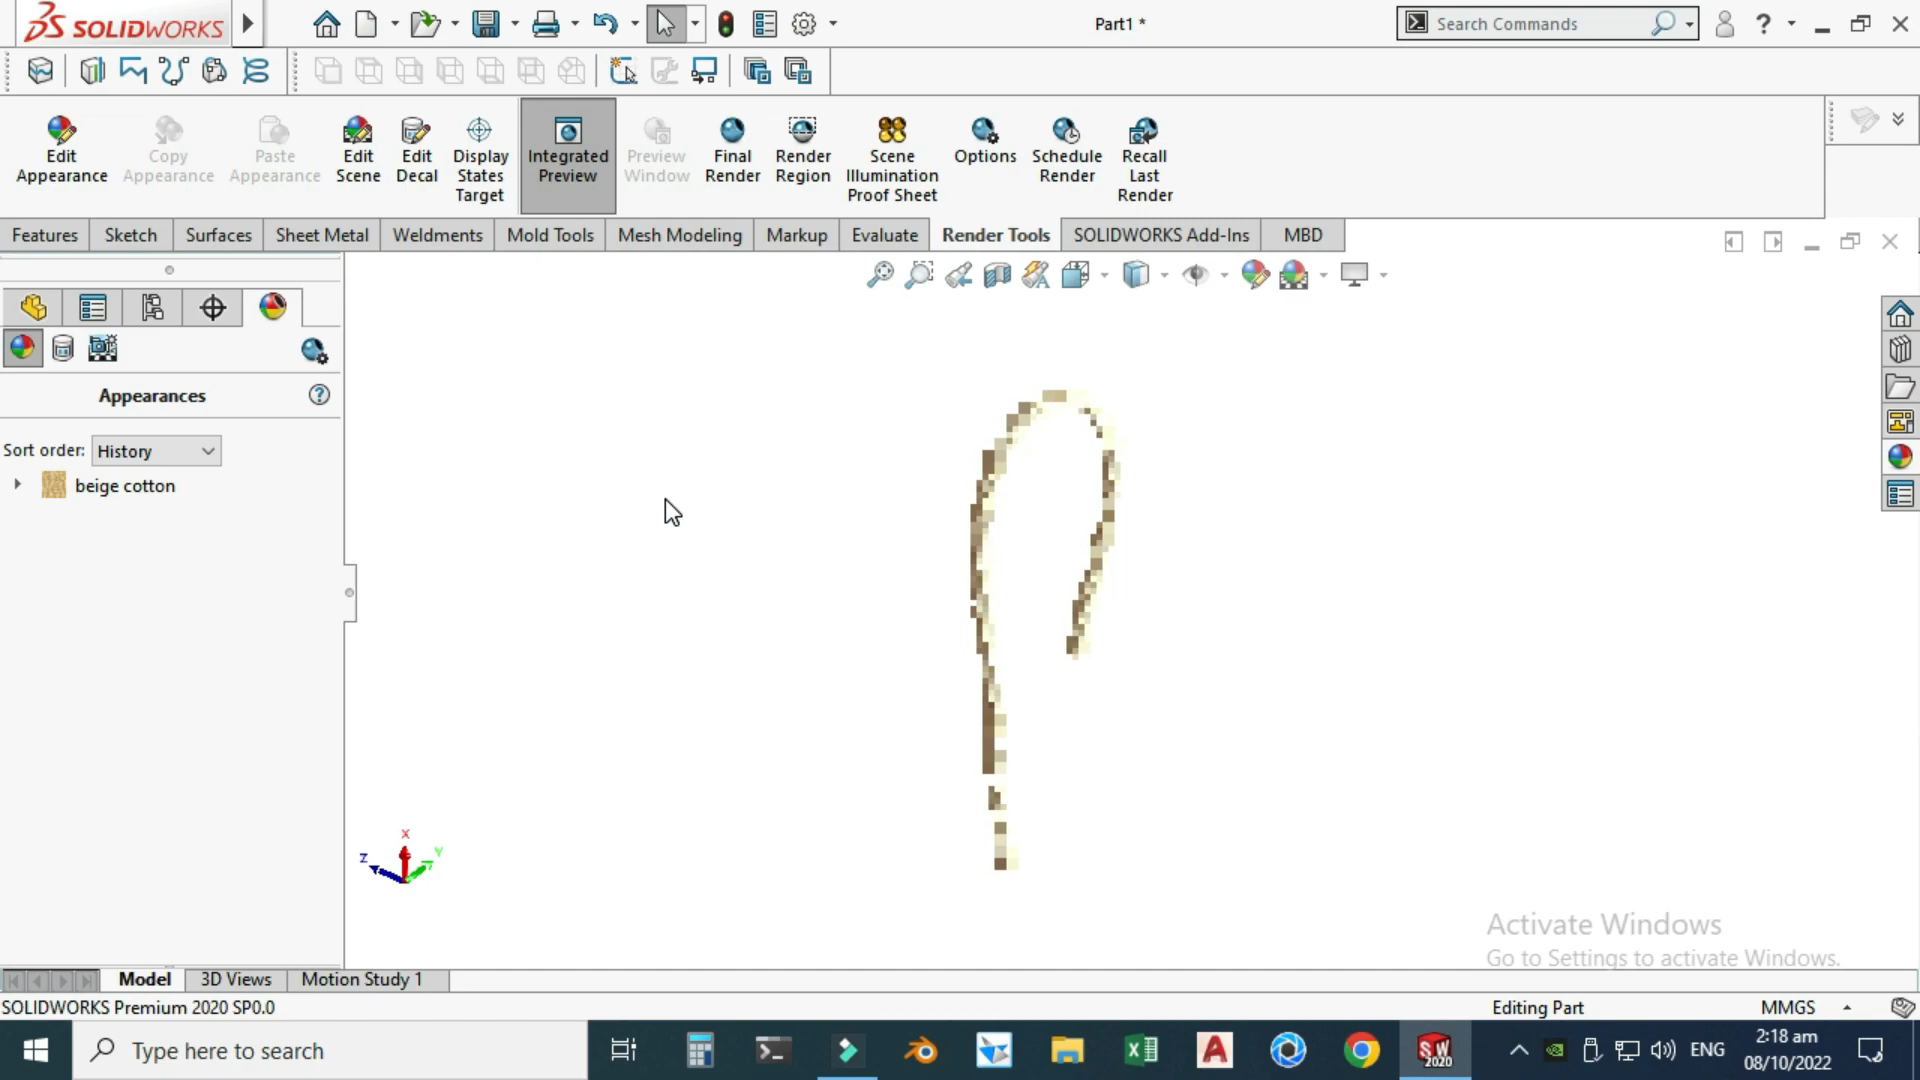 SOLIDWORKS
Part1 *
Search Commands
?
Edit Appearance
Copy Appearance
Paste Appearance
Edit Scene
Edit Decal
Display States Target
Integrated Preview
Preview Window
Final Render
Render Region
Scene Illumination Proof Sheet
Options
Schedule Render
Recall Last Render
Features
Sketch
Surfaces
Sheet Metal
Weldments
Mold Tools
Mesh Modeling
Markup
Evaluate
Render Tools
SOLIDWORKS Add-Ins
MBD
Appearances
?
Sort order: History
beige cotton
X
Z
Y
Activate Windows
Go to Settings to activate Windows.
Model
3D Views
Motion Study 1
SOLIDWORKS Premium 2020 SP0.0
Editing Part
MMGS
Type here to search
SW
2020
ENG
2:18 am
08/10/2022